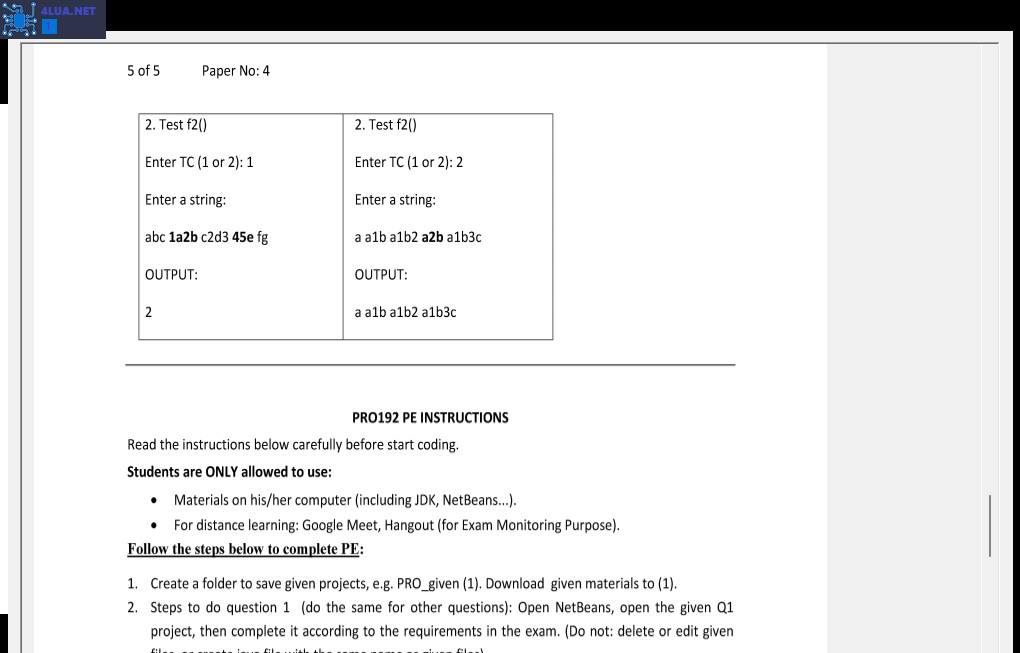 4LUA.NET
5 of 5 Paper No: 4
2. Test f2() 2. Test f2()
Enter TC (1 or 2): 1 Enter TC (1 or 2): 2
Enter a string: Enter a string:
abc 1a2b c2d3 45e fg a a1b a1b2 a2b a1b3c
OUTPUT: OUTPUT:
2 a a1b a1b2 a1b3c
PRO192 PE INSTRUCTIONS
Read the instructions below carefully before start coding.
Students are ONLY allowed to use:
• Materials on his/her computer (including JDK, NetBeans...).
• For distance learning: Google Meet, Hangout (for Exam Monitoring Purpose).
Follow the steps below to complete PE:
1. Create a folder to save given projects, e.g. PRO_given (1). Download given materials to (1).
2. Steps to do question 1 (do the same for other questions): Open NetBeans, open the given Q1
project, then complete it according to the requirements in the exam. (Do not: delete or edit given